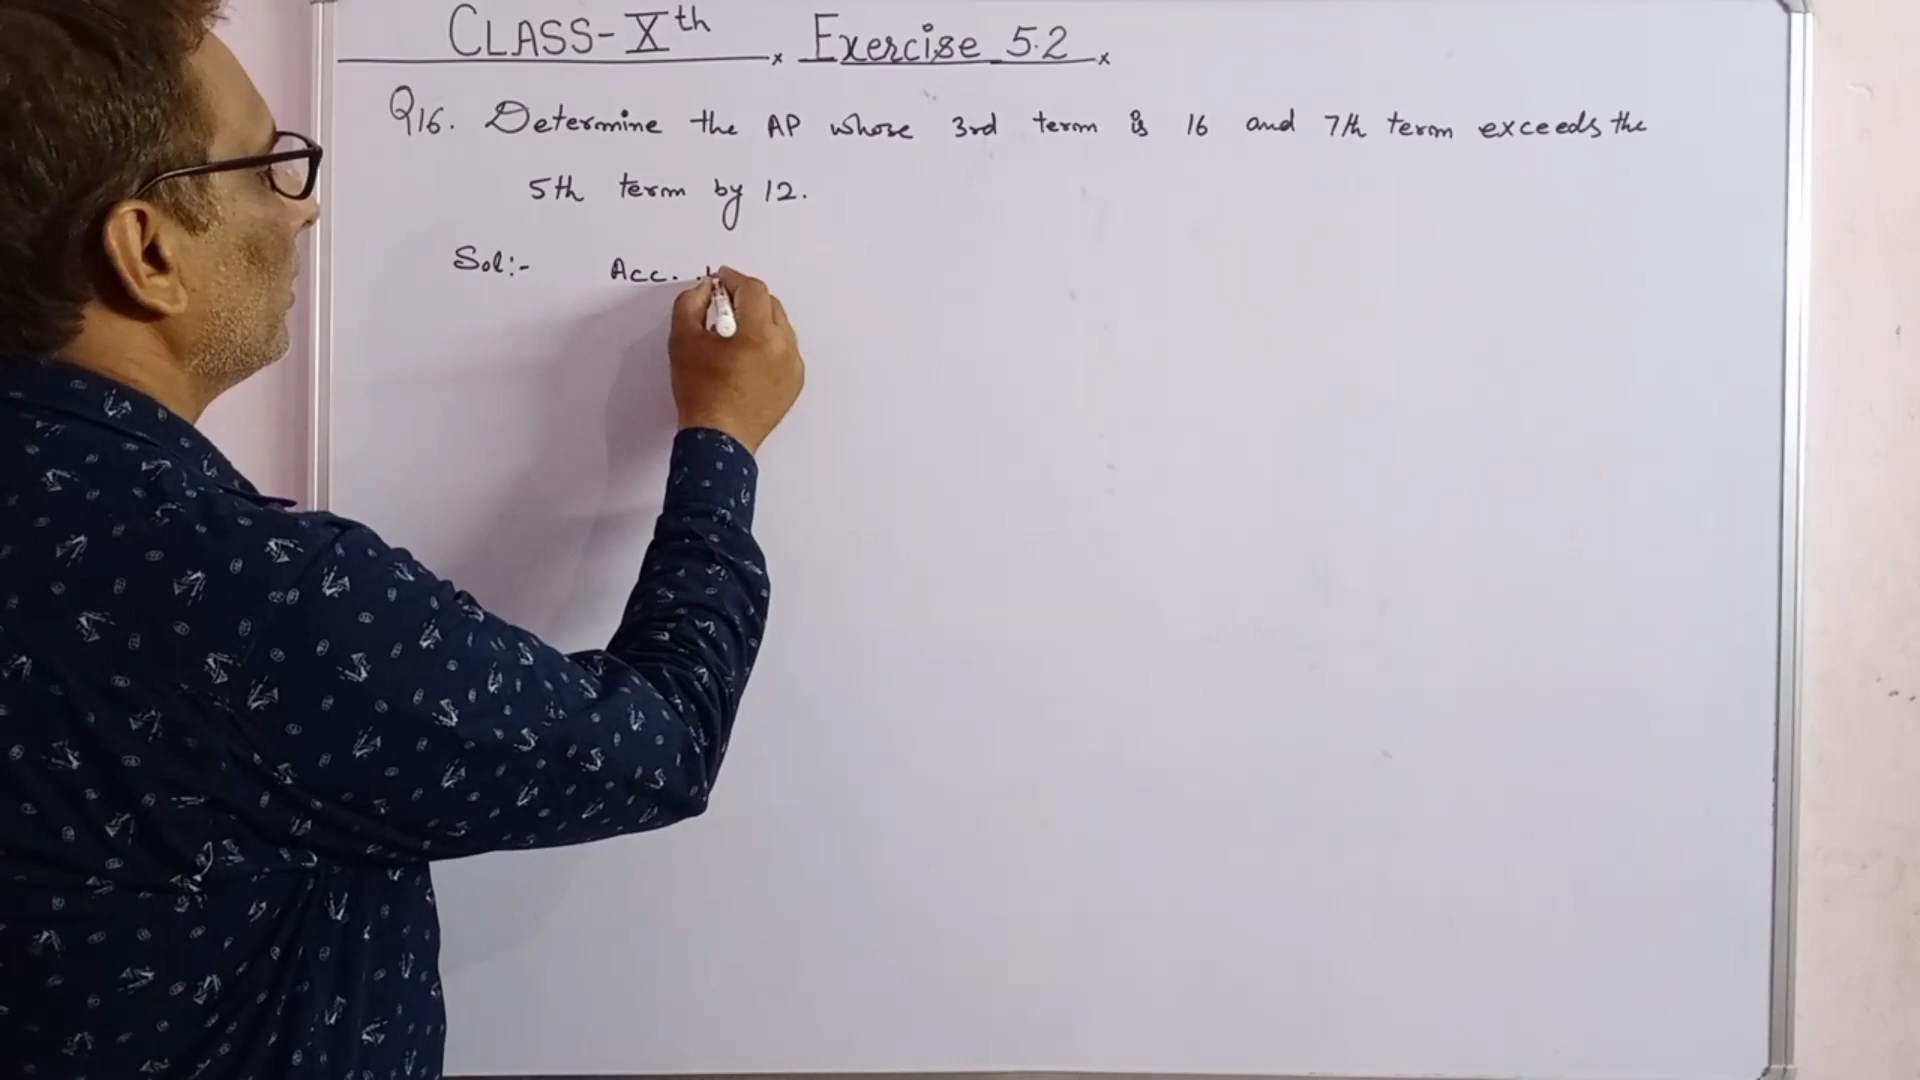 CLASS-Xth Exercise 5.2
Q16. Determine the AP whose 3rd term is 16 and 7th term exceeds the
5th term by 12.
Sol:- Acc.